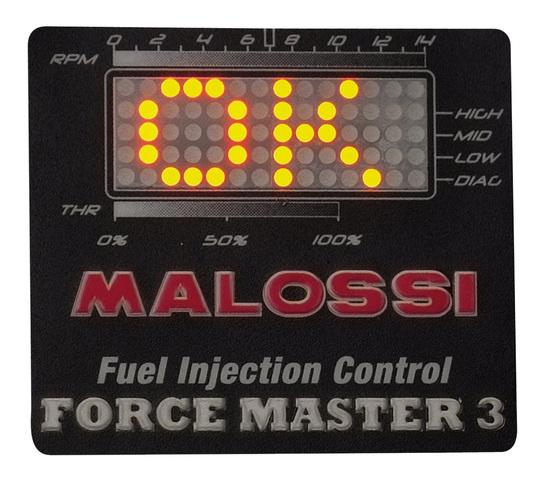 0 2 4 6 8 10 12 14
RPM
OK
HIGH
MID
LOW
DIAG
THR
0% 50% 100%
MALOSSI
Fuel Injection Control
FORCE MASTER 3